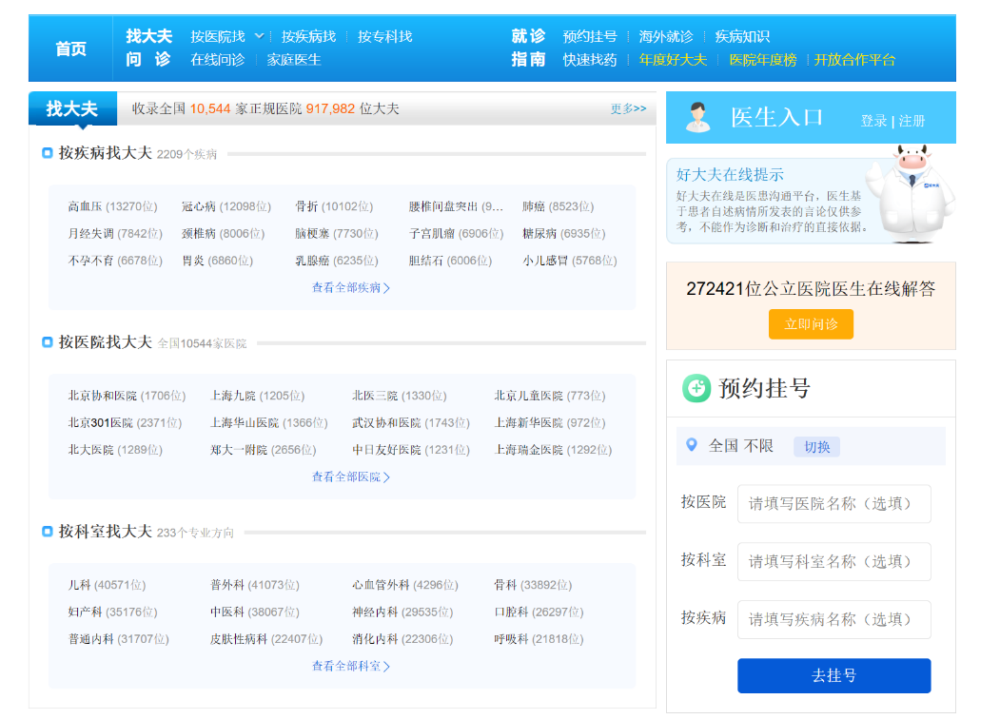 首页
找大夫 按医院找 按疾病找 按专科找
问 诊 在线问诊 家庭医生
就 诊 预约挂号 海外就诊 疾病知识
指 南 快速找药 年度好大夫 医院年度榜 开放合作平台
找大夫 收录全国 10,544 家正规医院 917,982 位大夫 更多>>
按疾病找大夫 2209个疾病
高血压 (13270位) 冠心病 (12098位) 骨折 (10102位) 腰椎间盘突出 (9... 肺癌 (8523位)
月经失调 (7842位) 颈椎病 (8006位) 脑梗塞 (7730位) 子宫肌瘤 (6906位) 糖尿病 (6935位)
不孕不育 (6678位) 胃炎 (6860位) 乳腺癌 (6235位) 胆结石 (6006位) 小儿感冒 (5768位)
查看全部疾病
按医院找大夫 全国10544家医院
北京协和医院 (1706位) 上海九院 (1205位) 北医三院 (1330位) 北京儿童医院 (773位)
北京301医院 (2371位) 上海华山医院 (1366位) 武汉协和医院 (1743位) 上海新华医院 (972位)
北大医院 (1289位) 郑大一附院 (2656位) 中日友好医院 (1231位) 上海瑞金医院 (1292位)
查看全部医院
按科室找大夫 233个专业方向
儿科 (40571位) 普外科 (41073位) 心血管外科 (4296位) 骨科 (33892位)
妇产科 (35176位) 中医科 (38067位) 神经内科 (29535位) 口腔科 (26297位)
普通内科 (31707位) 皮肤性病科 (22407位) 消化内科 (22306位) 呼吸科 (21818位)
查看全部科室
医生入口 登录 | 注册
好大夫在线提示
好大夫在线是医患沟通平台，医生基
于患者自述病情所发表的言论仅供参
考，不能作为诊断和治疗的直接依据。
272421位公立医院医生在线解答
立即问诊
预约挂号
全国 不限 切换
按医院 请填写医院名称（选填）
按科室 请填写科室名称（选填）
按疾病 请填写疾病名称（选填）
去挂号